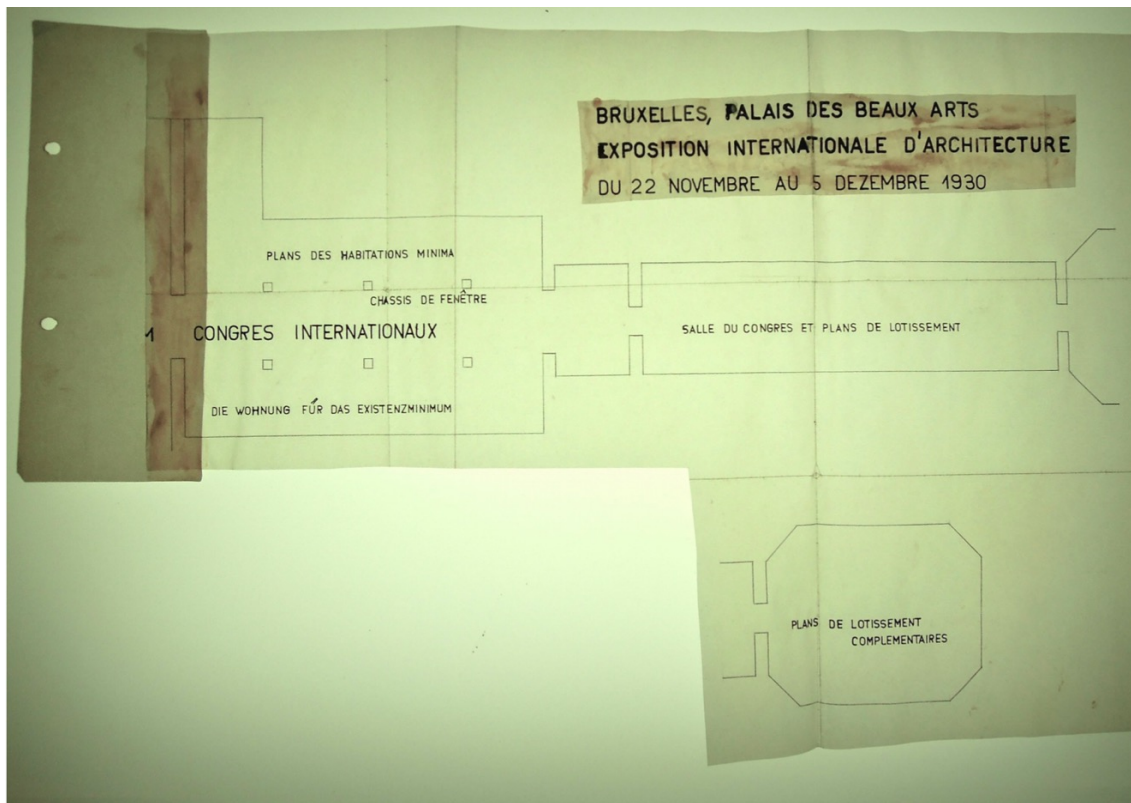 BRUXELLES, PALAIS DES BEAUX ARTS
EXPOSITION INTERNATIONALE D'ARCHITECTURE
DU 22 NOVEMBRE AU 5 DEZEMBRE 1930
PLANS DES HABITATIONS MINIMA
CHASSIS DE FENÊTRE
1 CONGRES INTERNATIONAUX
SALLE DU CONGRES ET PLANS DE LOTISSEMENT
DIE WOHNUNG FÜR DAS EXISTENZMINIMUM
PLANS DE LOTISSEMENT
COMPLEMENTAIRES